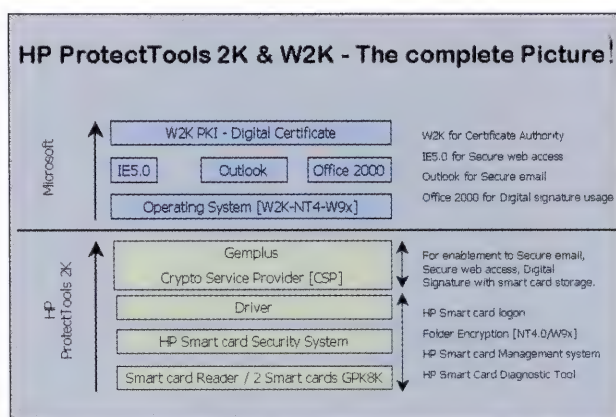 HP ProtectTools 2K & W2K - The complete Picture!
Microsoft
W2K PKI - Digital Certificate
IE5.0
Outlook
Office 2000
Operating System [W2K-NT4-W9x]
W2K for Certificate Authority
IE5.0 for Secure web access
Outlook for Secure email
Office 2000 for Digital signature usage
HP
ProtectTools 2K
Gemplus
Crypto Service Provider [CSP]
Driver
HP Smart card Security System
Smart card Reader / 2 Smart cards GPK8K
For enablement to Secure email,
Secure web access, Digital
Signature with smart card storage.
HP Smart card logon
Folder Encryption [NT4.0/W9x]
HP Smart card Management system
HP Smart Card Diagnostic Tool